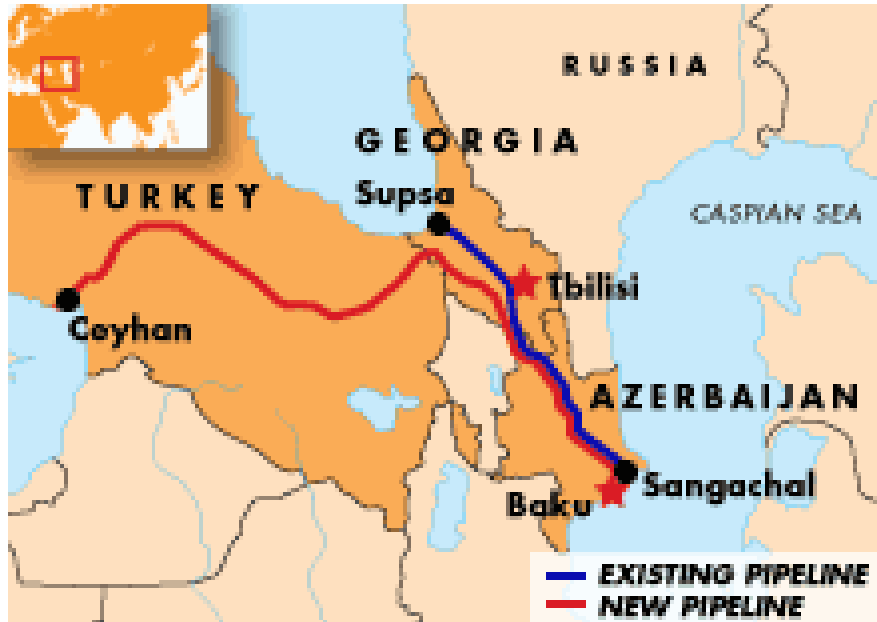 RUSSIA
GEORGIA
TURKEY
Supsa
CASPIAN SEA
Tbilisi
Ceyhan
AZERBAIJAN
Sangachal
Baku
EXISTING PIPELINE
NEW PIPELINE